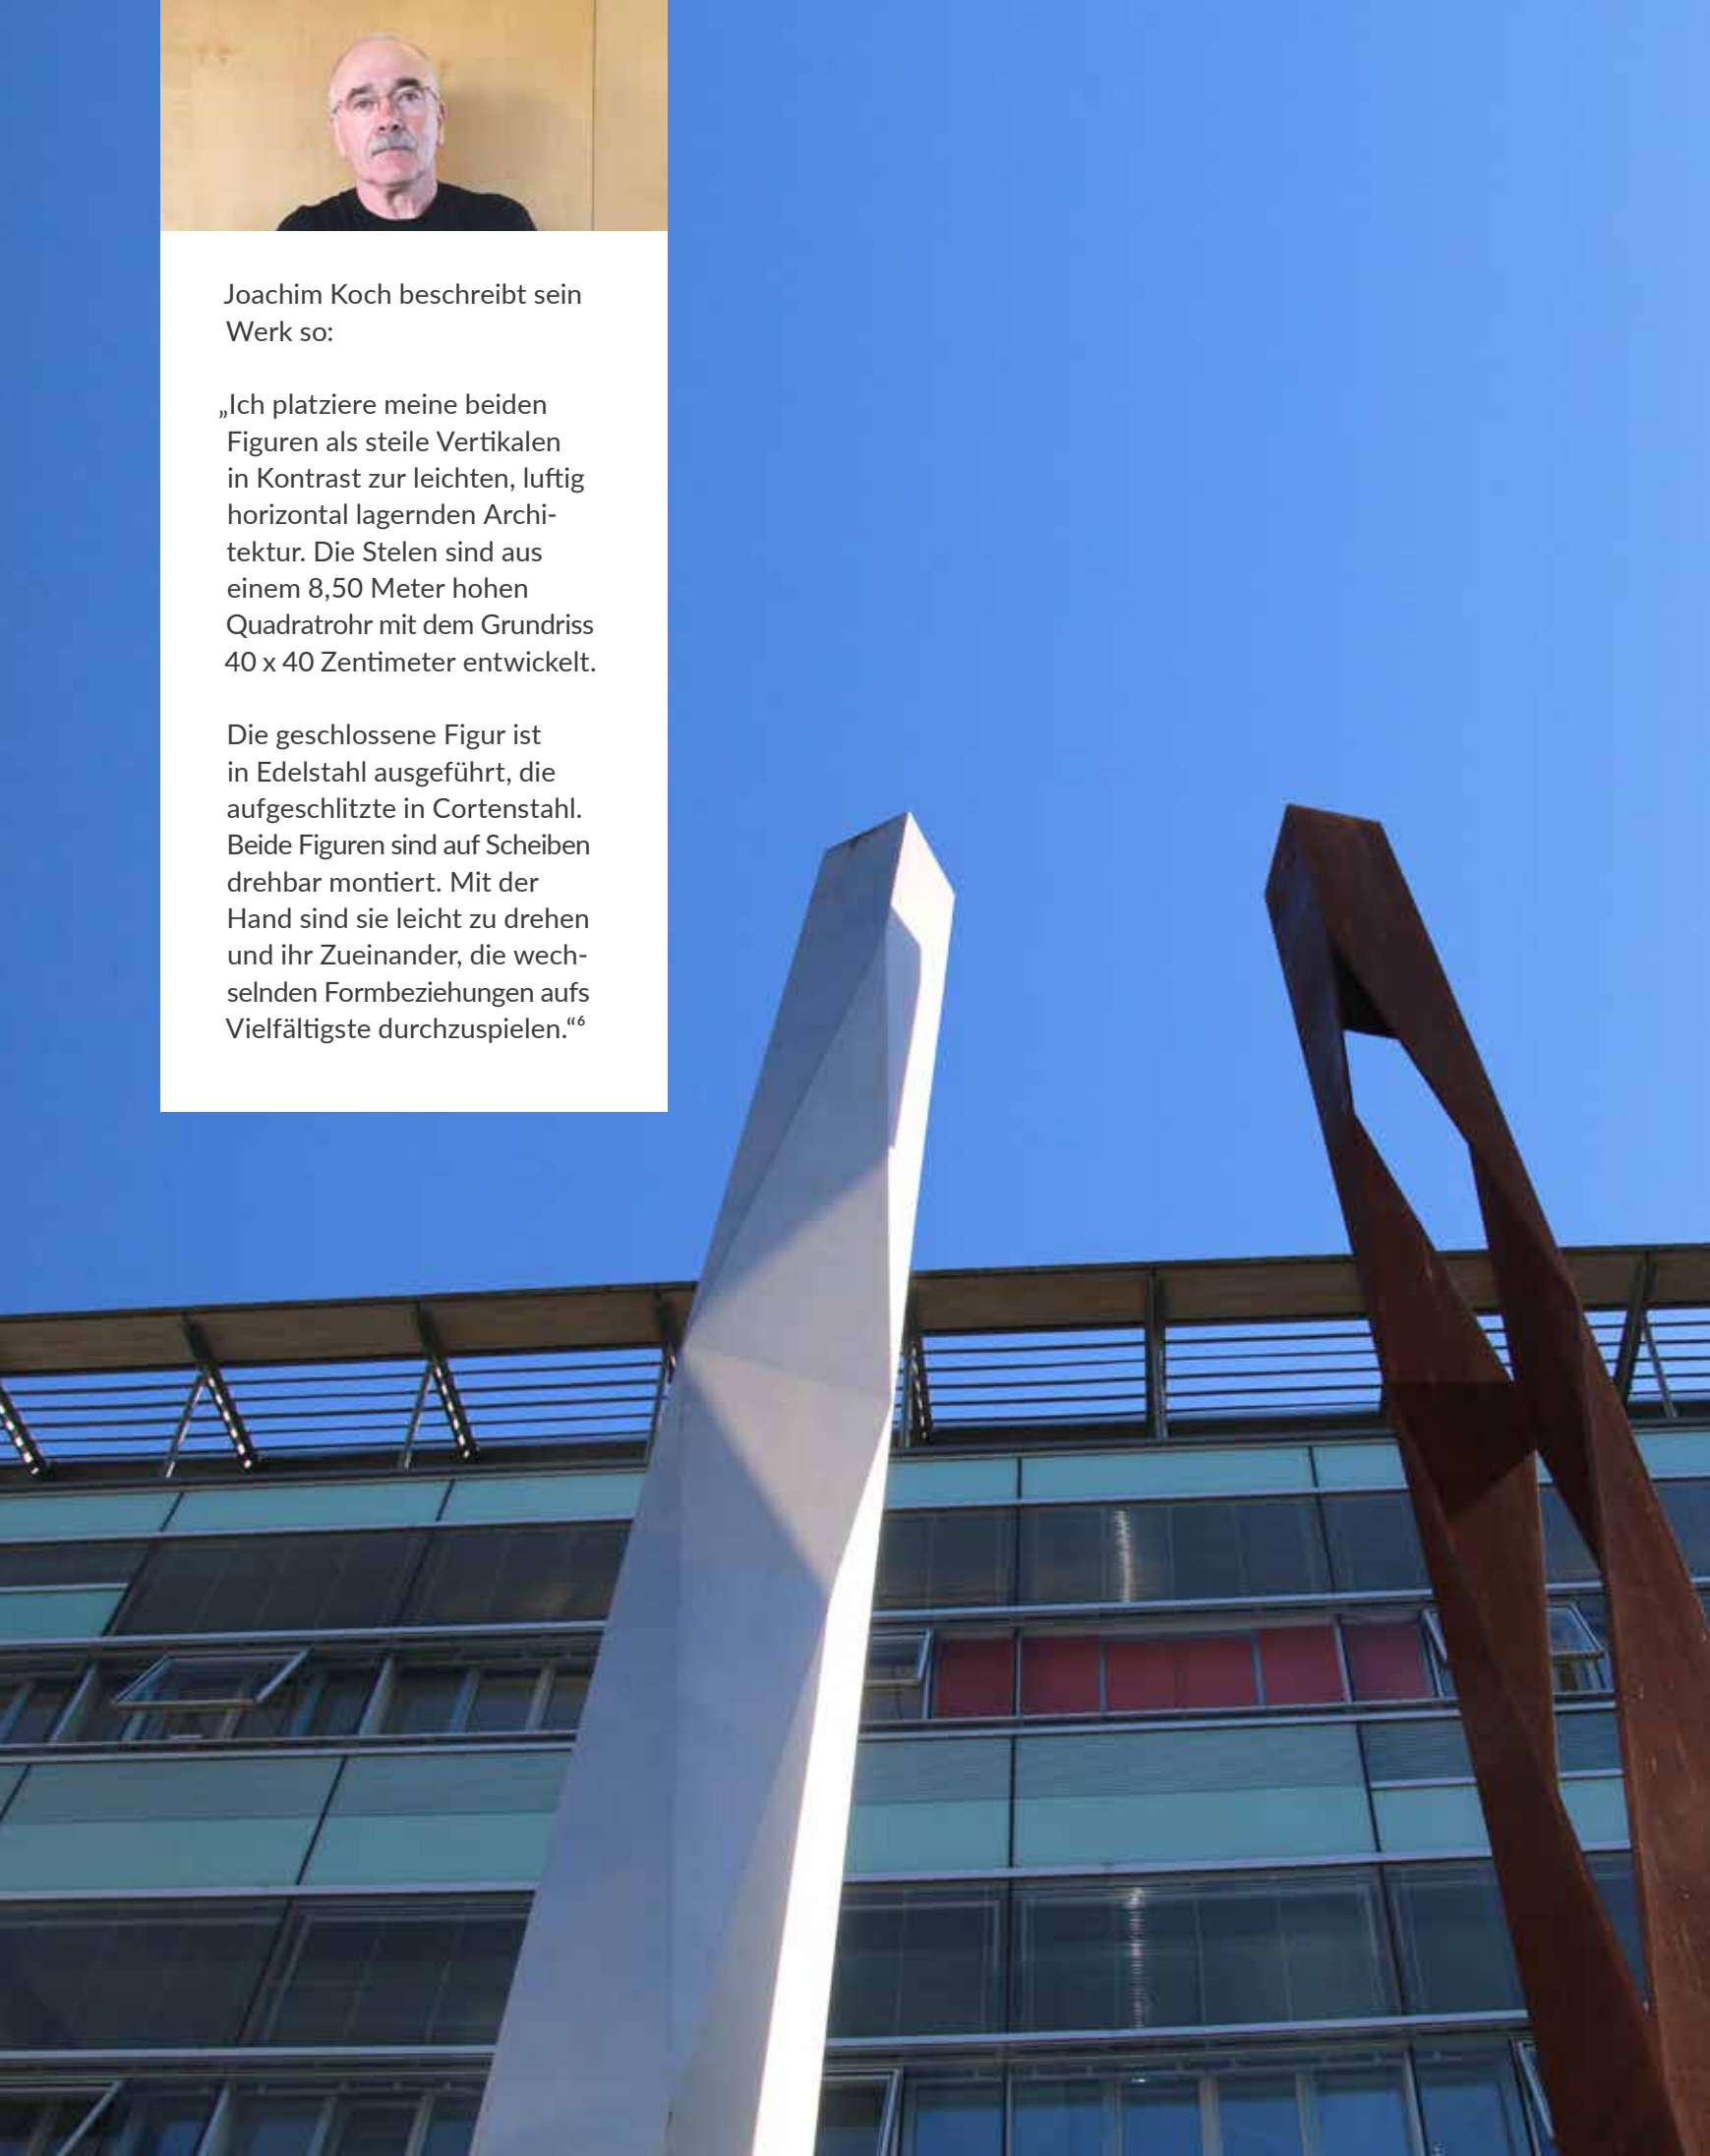 Joachim Koch beschreibt sein
Werk so:
„Ich platziere meine beiden
Figuren als steile Vertikalen
in Kontrast zur leichten, luftig
horizontal lagernden Archi-
tektur. Die Stelen sind aus
einem 8,50 Meter hohen
Quadratrohr mit dem Grundriss
40 x 40 Zentimeter entwickelt.
Die geschlossene Figur ist
in Edelstahl ausgeführt, die
aufgeschlitzte in Cortenstahl.
Beide Figuren sind auf Scheiben
drehbar montiert. Mit der
Hand sind sie leicht zu drehen
und ihr Zueinander, die wech-
selnden Formbeziehungen aufs
Vielfältigste durchzuspielen.“⁶